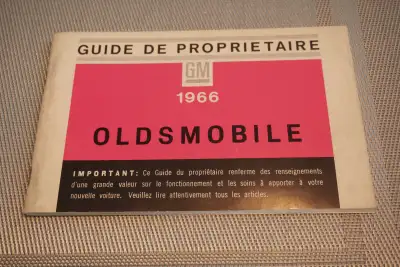 GUIDE DE PROPRIETAIRE
GM
1966
OLDSMOBILE
IMPORTANT: Ce Guide du propriétaire renferme des renseignements
d'une grande valeur sur le fonctionnement et les soins à apporter à votre
nouvelle voiture. Veuillez lire attentivement tous les articles.